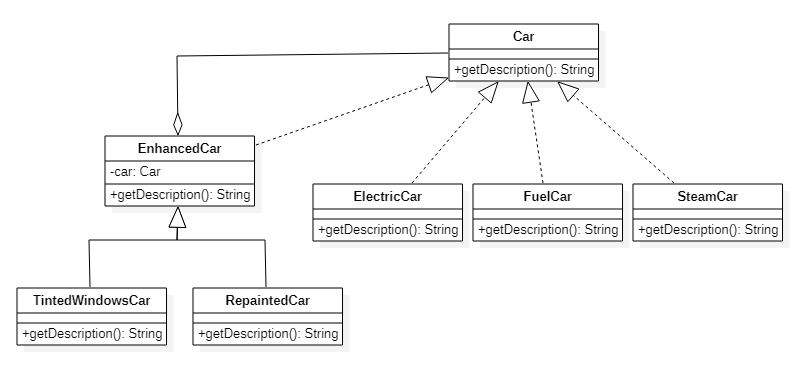 Car
+getDescription(): String
EnhancedCar
-car: Car
+getDescription(): String
ElectricCar
+getDescription(): String
FuelCar
+getDescription(): String
SteamCar
+getDescription(): String
TintedWindowsCar
+getDescription(): String
RepaintedCar
+getDescription(): String